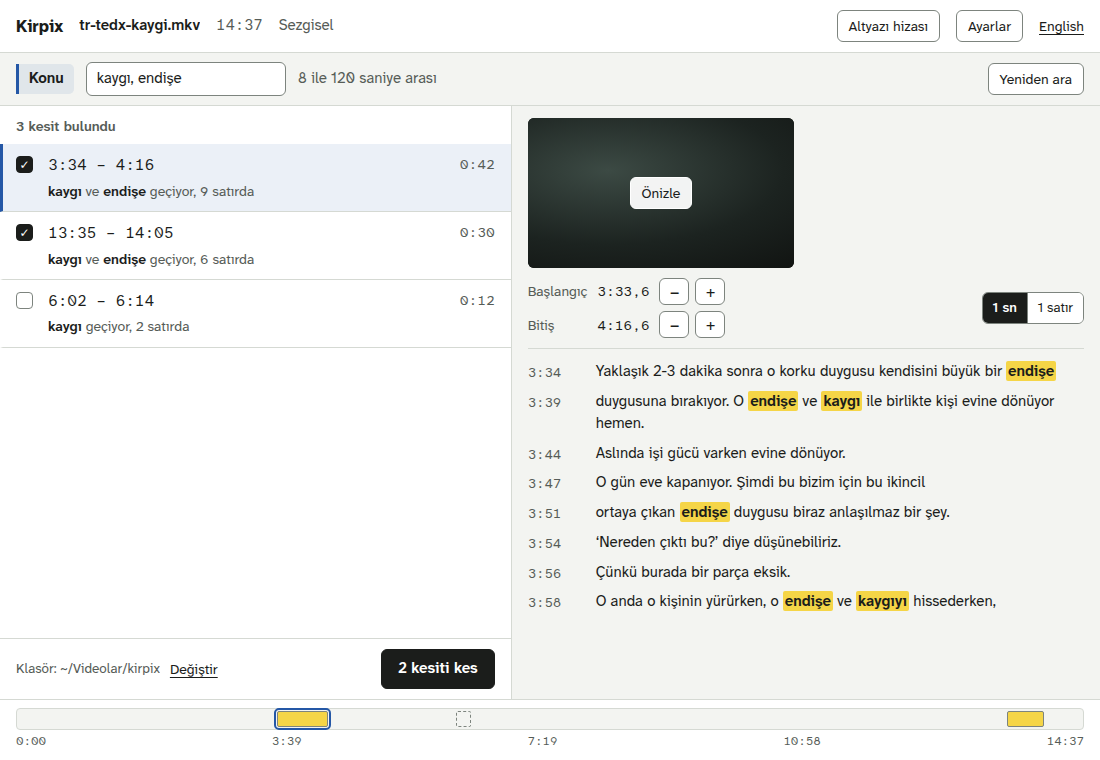 Kirpix tr-tedx-kaygi.mkv 14:37 Sezgisel Altyazı hizası Ayarlar English
Konu kaygı, endişe 8 ile 120 saniye arası Yeniden ara
3 kesit bulundu
3:34 – 4:16 0:42
kaygı ve endişe geçiyor, 9 satırda
13:35 – 14:05 0:30
kaygı ve endişe geçiyor, 6 satırda
6:02 – 6:14 0:12
kaygı geçiyor, 2 satırda
Klasör: ~/Videolar/kirpix Değiştir 2 kesiti kes
Önizle
Başlangıç 3:33,6 − +
Bitiş 4:16,6 − +
1 sn 1 satır
3:34 Yaklaşık 2-3 dakika sonra o korku duygusu kendisini büyük bir endişe
3:39 duygusuna bırakıyor. O endişe ve kaygı ile birlikte kişi evine dönüyor
hemen.
3:44 Aslında işi gücü varken evine dönüyor.
3:47 O gün eve kapanıyor. Şimdi bu bizim için bu ikincil
3:51 ortaya çıkan endişe duygusu biraz anlaşılmaz bir şey.
3:54 ‘Nereden çıktı bu?’ diye düşünebiliriz.
3:56 Çünkü burada bir parça eksik.
3:58 O anda o kişinin yürürken, o endişe ve kaygıyı hissederken,
0:00 3:39 7:19 10:58 14:37